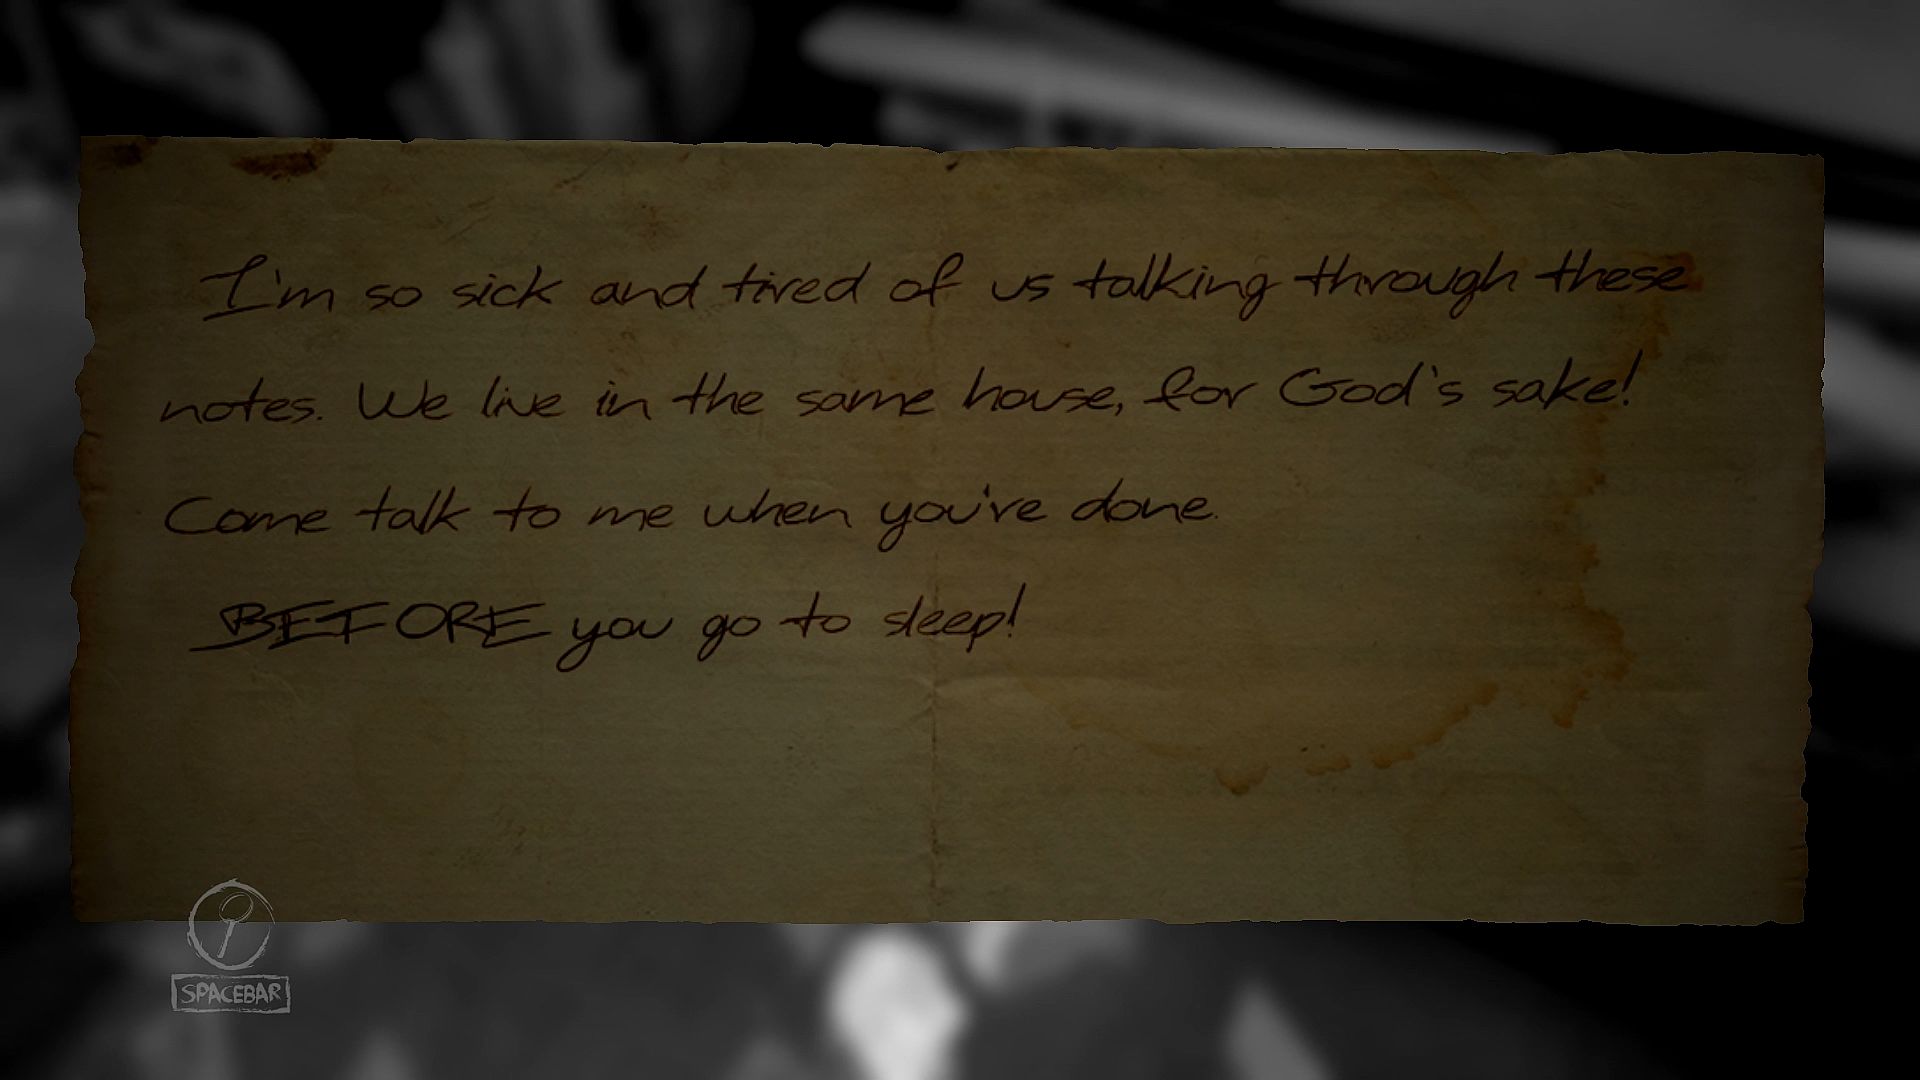 I'm so sick and tired of us talking through these
notes. We live in the same house, for God's sake!
Come talk to me when you're done.
BEFORE you go to sleep!
SPACEBAR